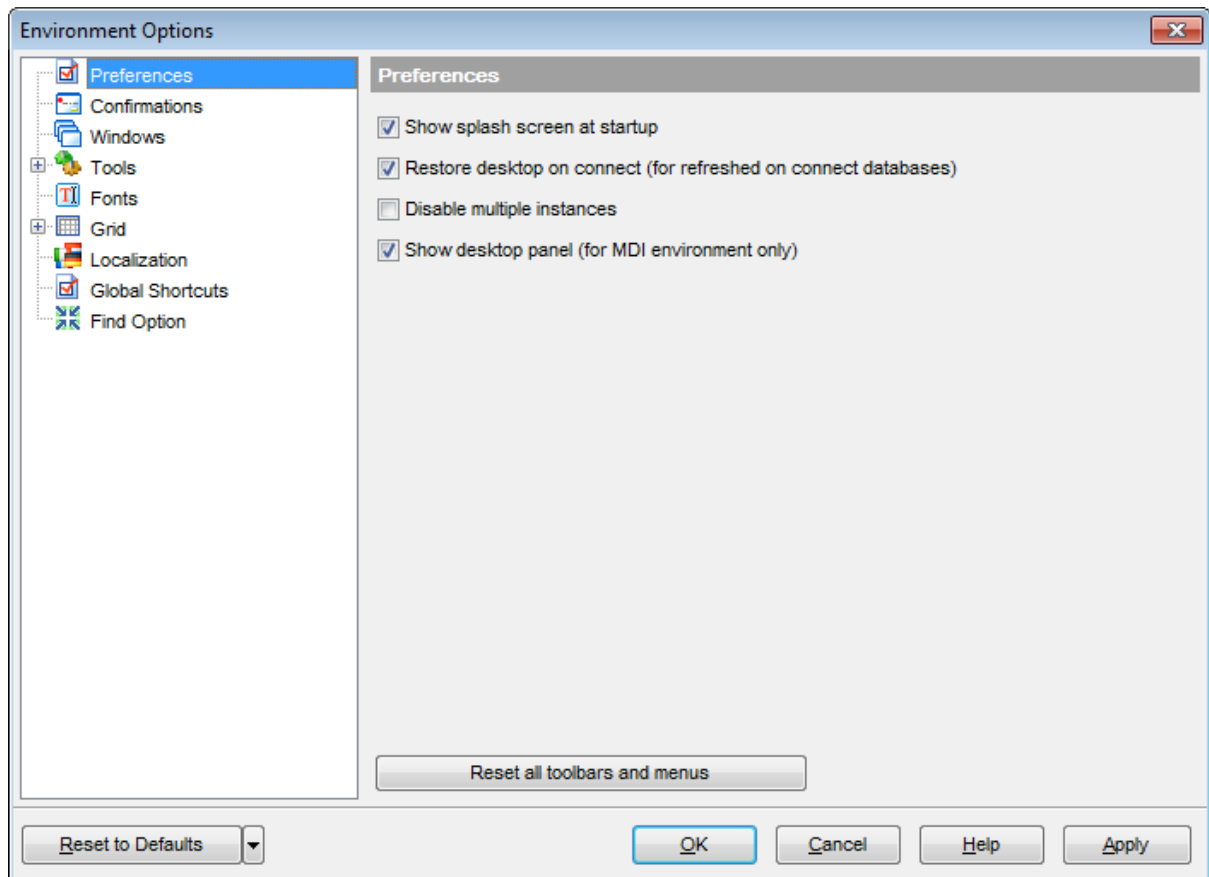 Environment Options
Preferences
Confirmations
Windows
Tools
Fonts
Grid
Localization
Global Shortcuts
Find Option
Preferences
Show splash screen at startup
Restore desktop on connect (for refreshed on connect databases)
Disable multiple instances
Show desktop panel (for MDI environment only)
Reset all toolbars and menus
Reset to Defaults
OK
Cancel
Help
Apply